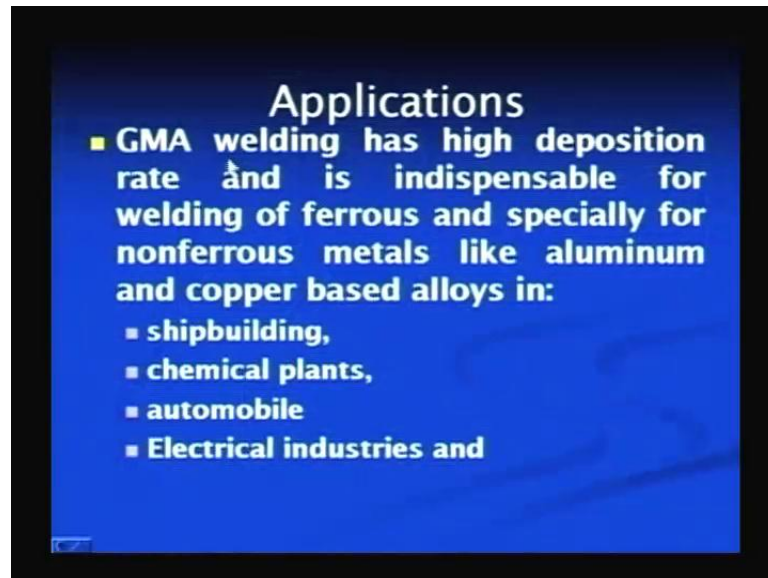 Applications
GMA welding has high deposition
rate and is indispensable for
welding of ferrous and specially for
nonferrous metals like aluminum
and copper based alloys in:
shipbuilding,
chemical plants,
automobile
Electrical industries and